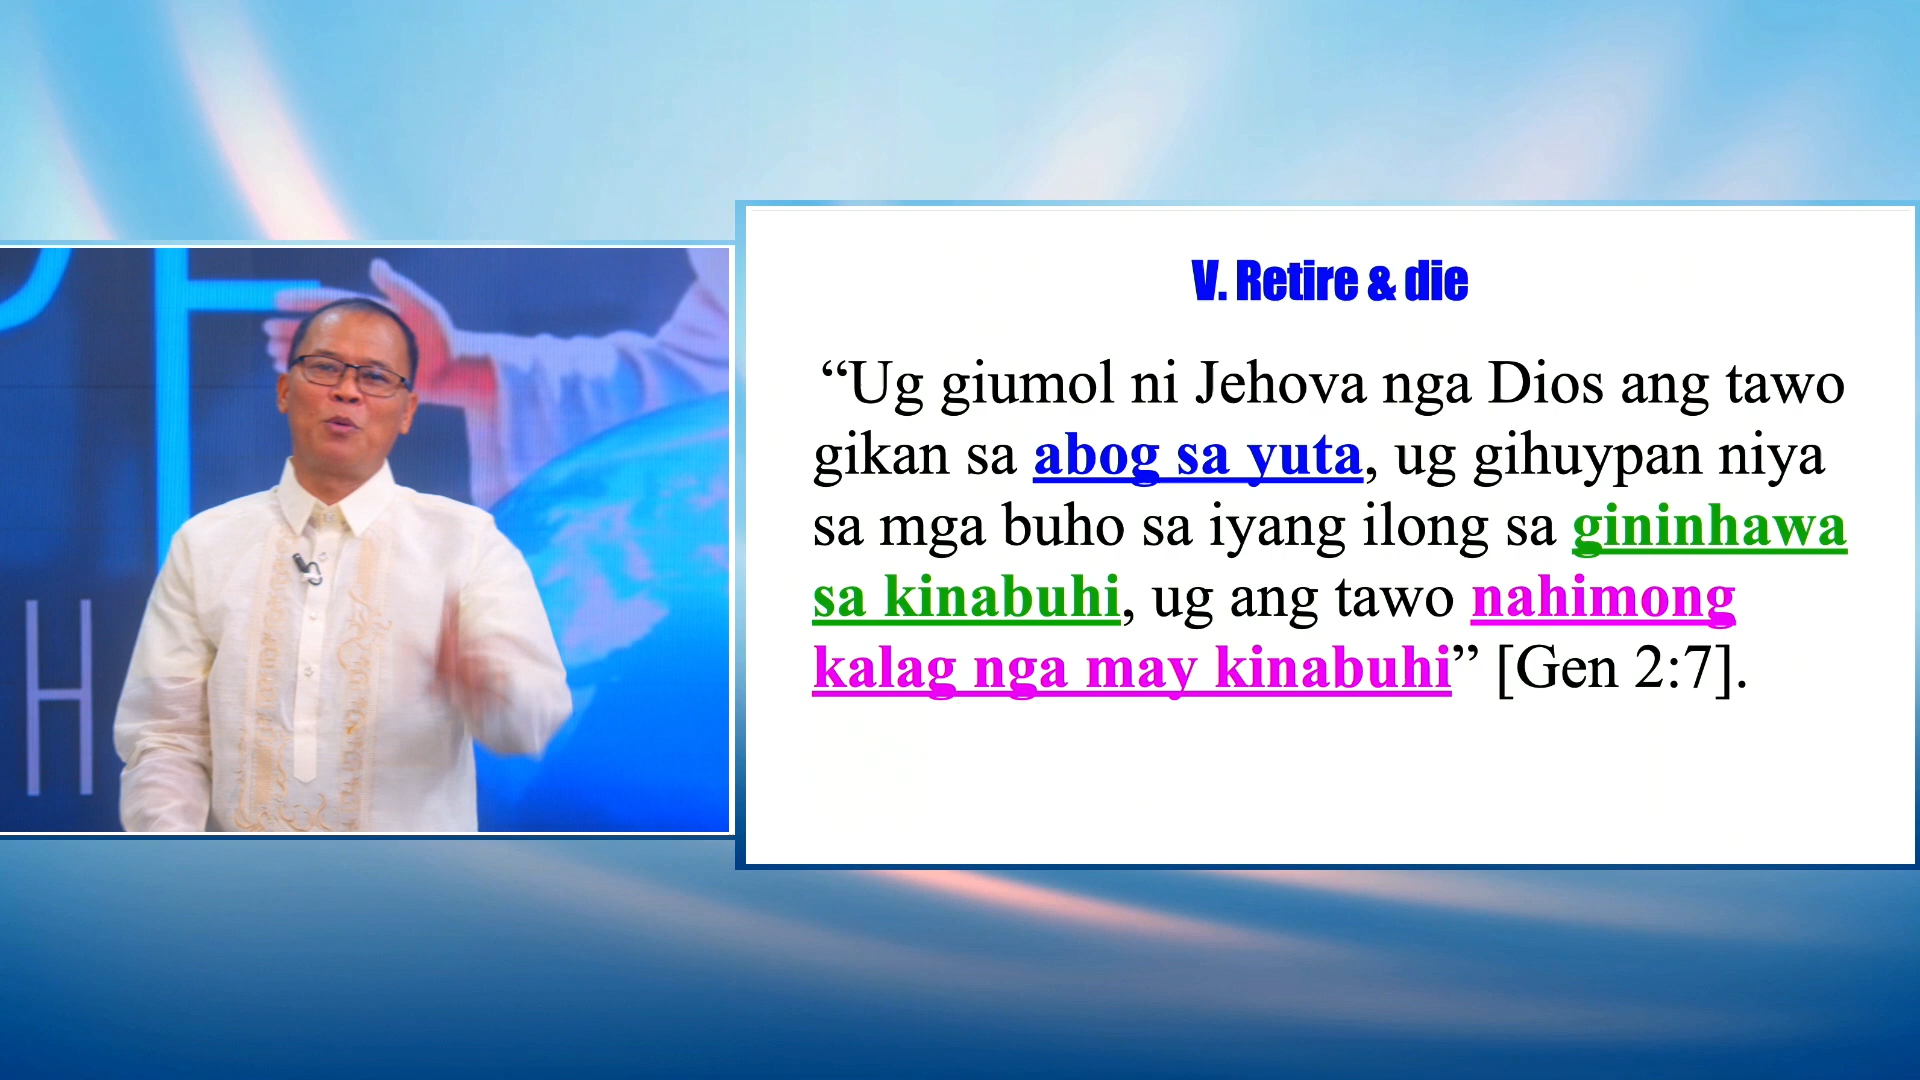 V. Retire & die
“Ug giumol ni Jehova nga Dios ang tawo
gikan sa abog sa yuta, ug gihuypan niya
sa mga buho sa iyang ilong sa gininhawa
sa kinabuhi, ug ang tawo nahimong
kalag nga may kinabuhi” [Gen 2:7].